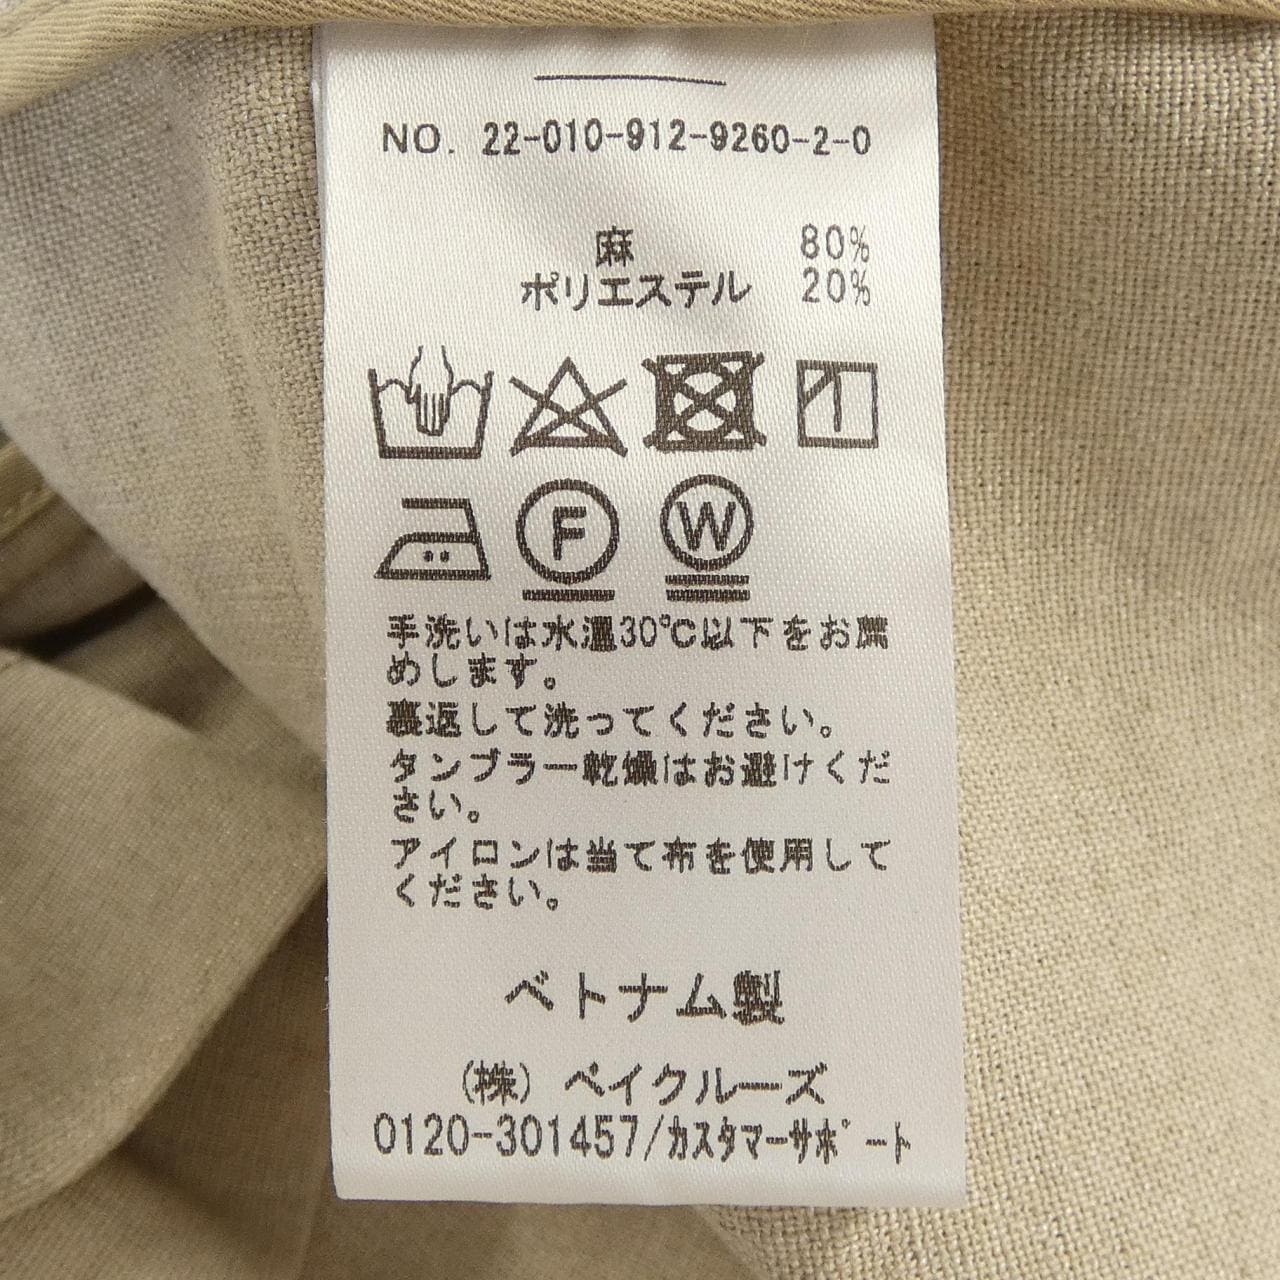 NO. 22-010-912-9260-2-0
麻 80%
ポリエステル 20%
F W
手洗いは水温30℃以下をお薦
めします。
裏返して洗ってください。
タンブラー乾燥はお避けくだ
さい。
アイロンは当て布を使用して
ください。
ベトナム製
(株) ベイクルーズ
0120-301457/ｶｽﾀﾏｰｻﾎﾟｰﾄ